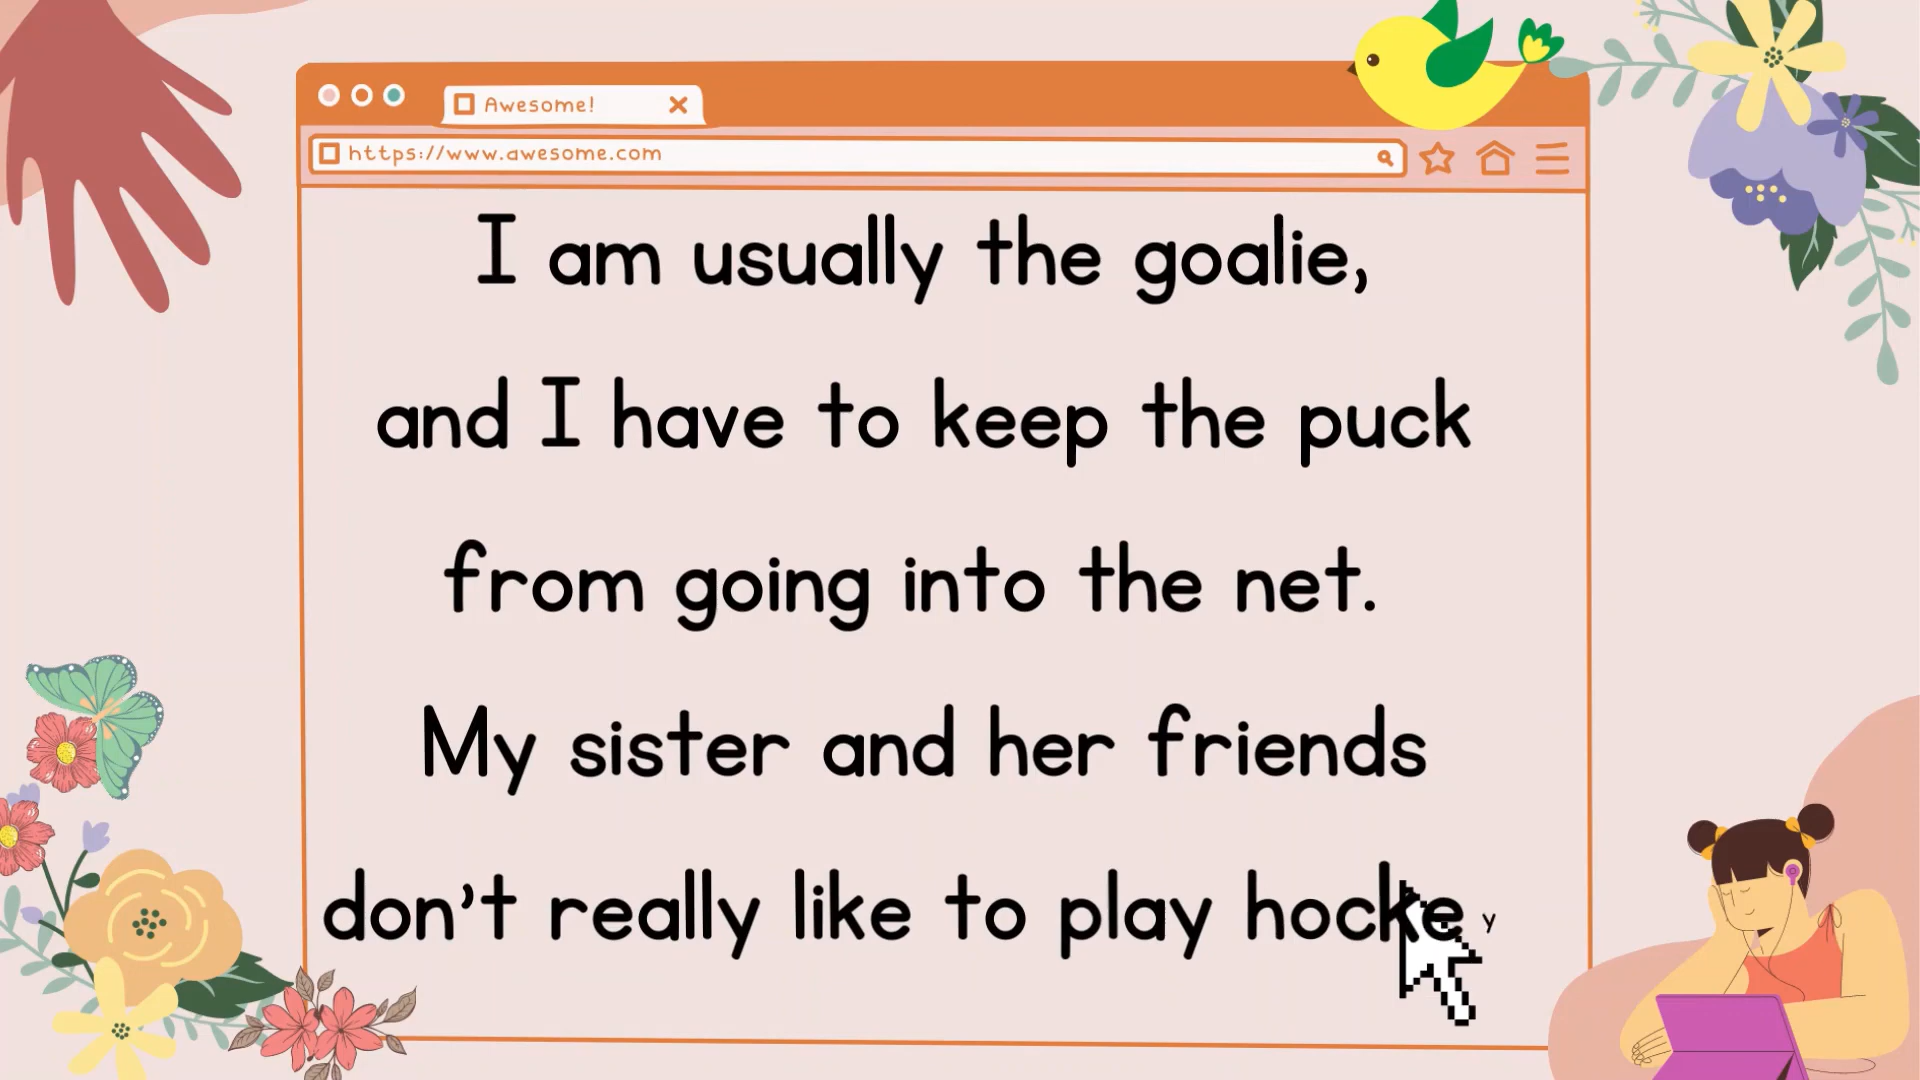 Awesome!
https://www.awesome.com
I am usually the goalie,
and I have to keep the puck
from going into the net.
My sister and her friends
don't really like to play hockey